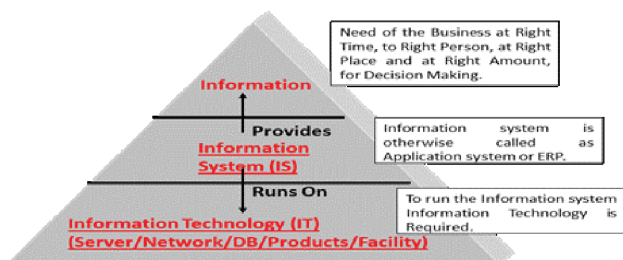 Need of the Business at Right
Time, to Right Person, at Right
Place and at Right Amount,
for Decision Making.
Information
Provides
Information system is
otherwise called as
Application system or ERP.
Information
System (IS)
Runs On
To run the Information system
Information Technology is
Required.
Information Technology (IT)
(Server/Network/DB/Products/Facility)